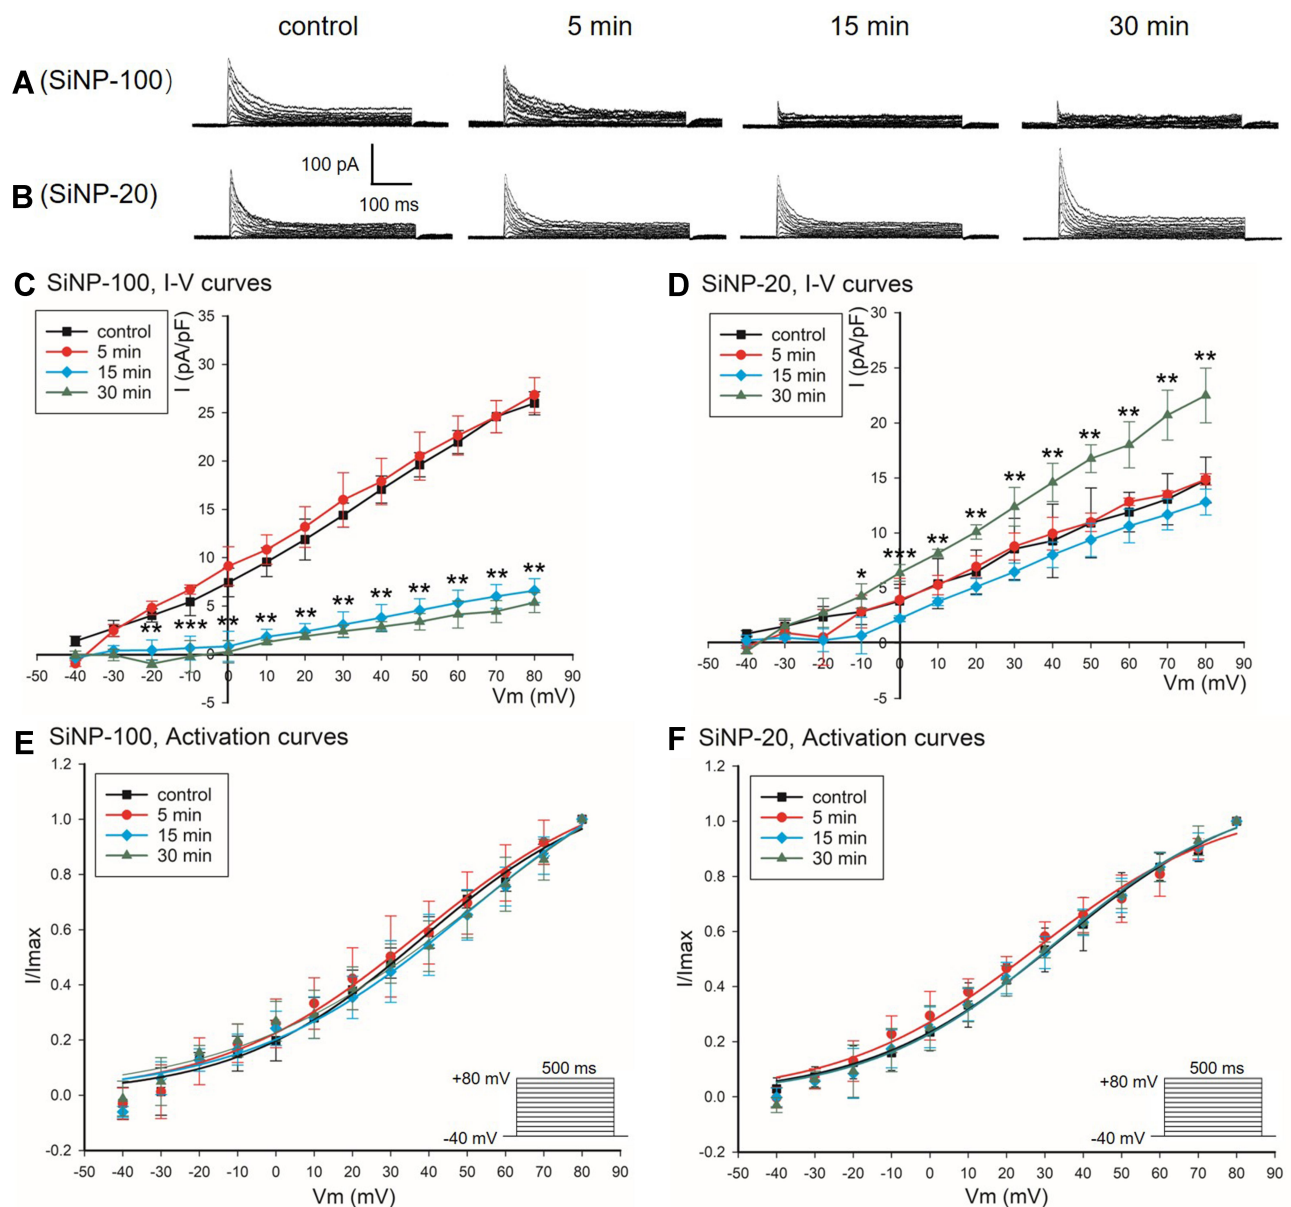 control 5 min 15 min 30 min
A (SiNP-100)
100 pA
100 ms
B (SiNP-20)
C SiNP-100, I-V curves
control
5 min
15 min
30 min
I (pA/pF)
35
30
25
20
15
10
5
0
-5
** *** ** ** ** ** ** ** ** ** **
-50 -40 -30 -20 -10 0 10 20 30 40 50 60 70 80 90
Vm (mV)
D SiNP-20, I-V curves
control
5 min
15 min
30 min
I (pA/pF)
30
25
20
15
10
5
0
-5
* *** ** ** ** ** ** ** ** **
-50 -40 -30 -20 -10 0 10 20 30 40 50 60 70 80 90
Vm (mV)
E SiNP-100, Activation curves
control
5 min
15 min
30 min
I/Imax
1.2
1.0
0.8
0.6
0.4
0.2
0.0
-0.2
500 ms
+80 mV
-40 mV
-50 -40 -30 -20 -10 0 10 20 30 40 50 60 70 80 90
Vm (mV)
F SiNP-20, Activation curves
control
5 min
15 min
30 min
I/Imax
1.2
1.0
0.8
0.6
0.4
0.2
0.0
-0.2
500 ms
+80 mV
-40 mV
-50 -40 -30 -20 -10 0 10 20 30 40 50 60 70 80 90
Vm (mV)